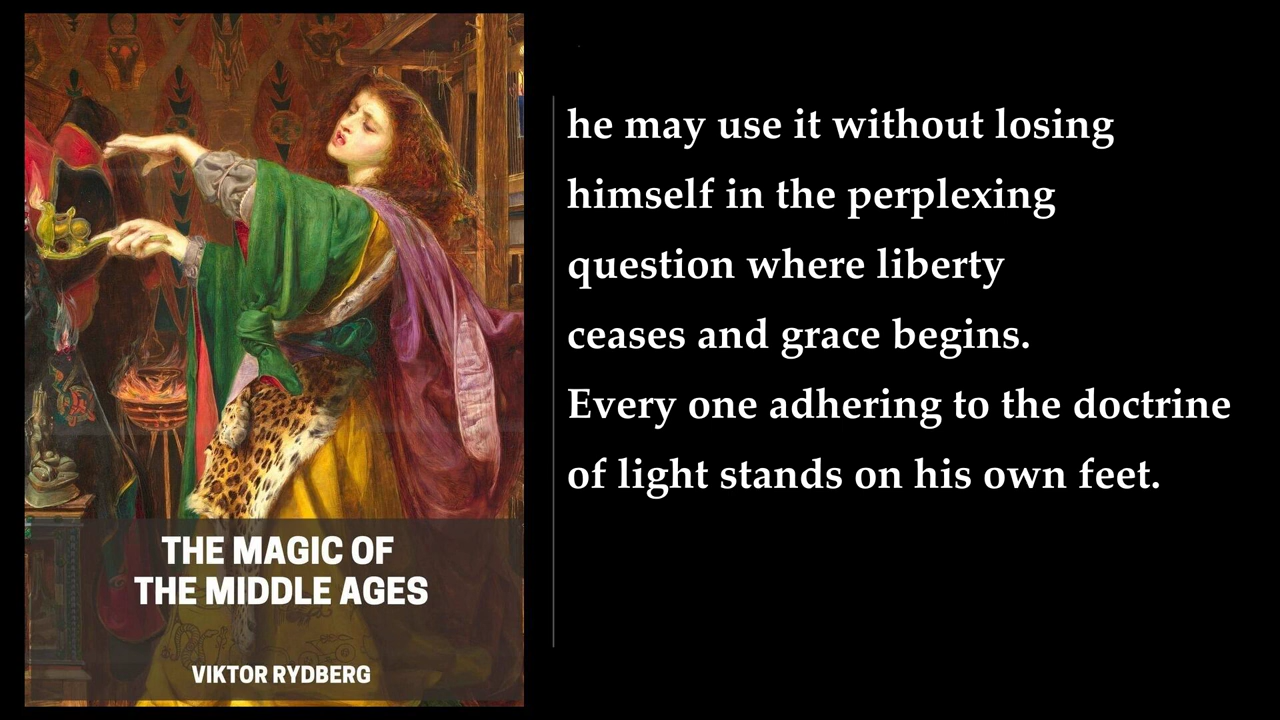 THE MAGIC OF
THE MIDDLE AGES
VIKTOR RYDBERG
he may use it without losing
himself in the perplexing
question where liberty
ceases and grace begins.
Every one adhering to the doctrine
of light stands on his own feet.